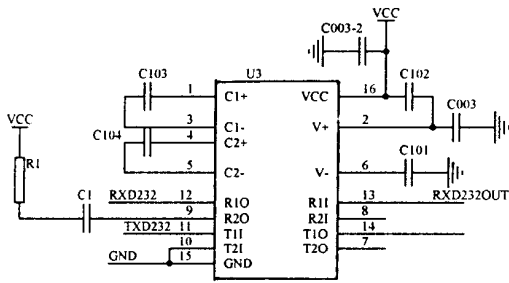 VCC
C003-2
U3
C103 1 C1+ VCC 16 C102
3 C1- V+ 2 C003
C104 4 C2+
VCC
5 C2- V- 6 C101
R1
RXD232 12 R1O R1I 13 RXD232OUT
C1 9 R2O R2I 8
TXD232 11 T1I T1O 14
10 T2I T2O 7
GND 15 GND